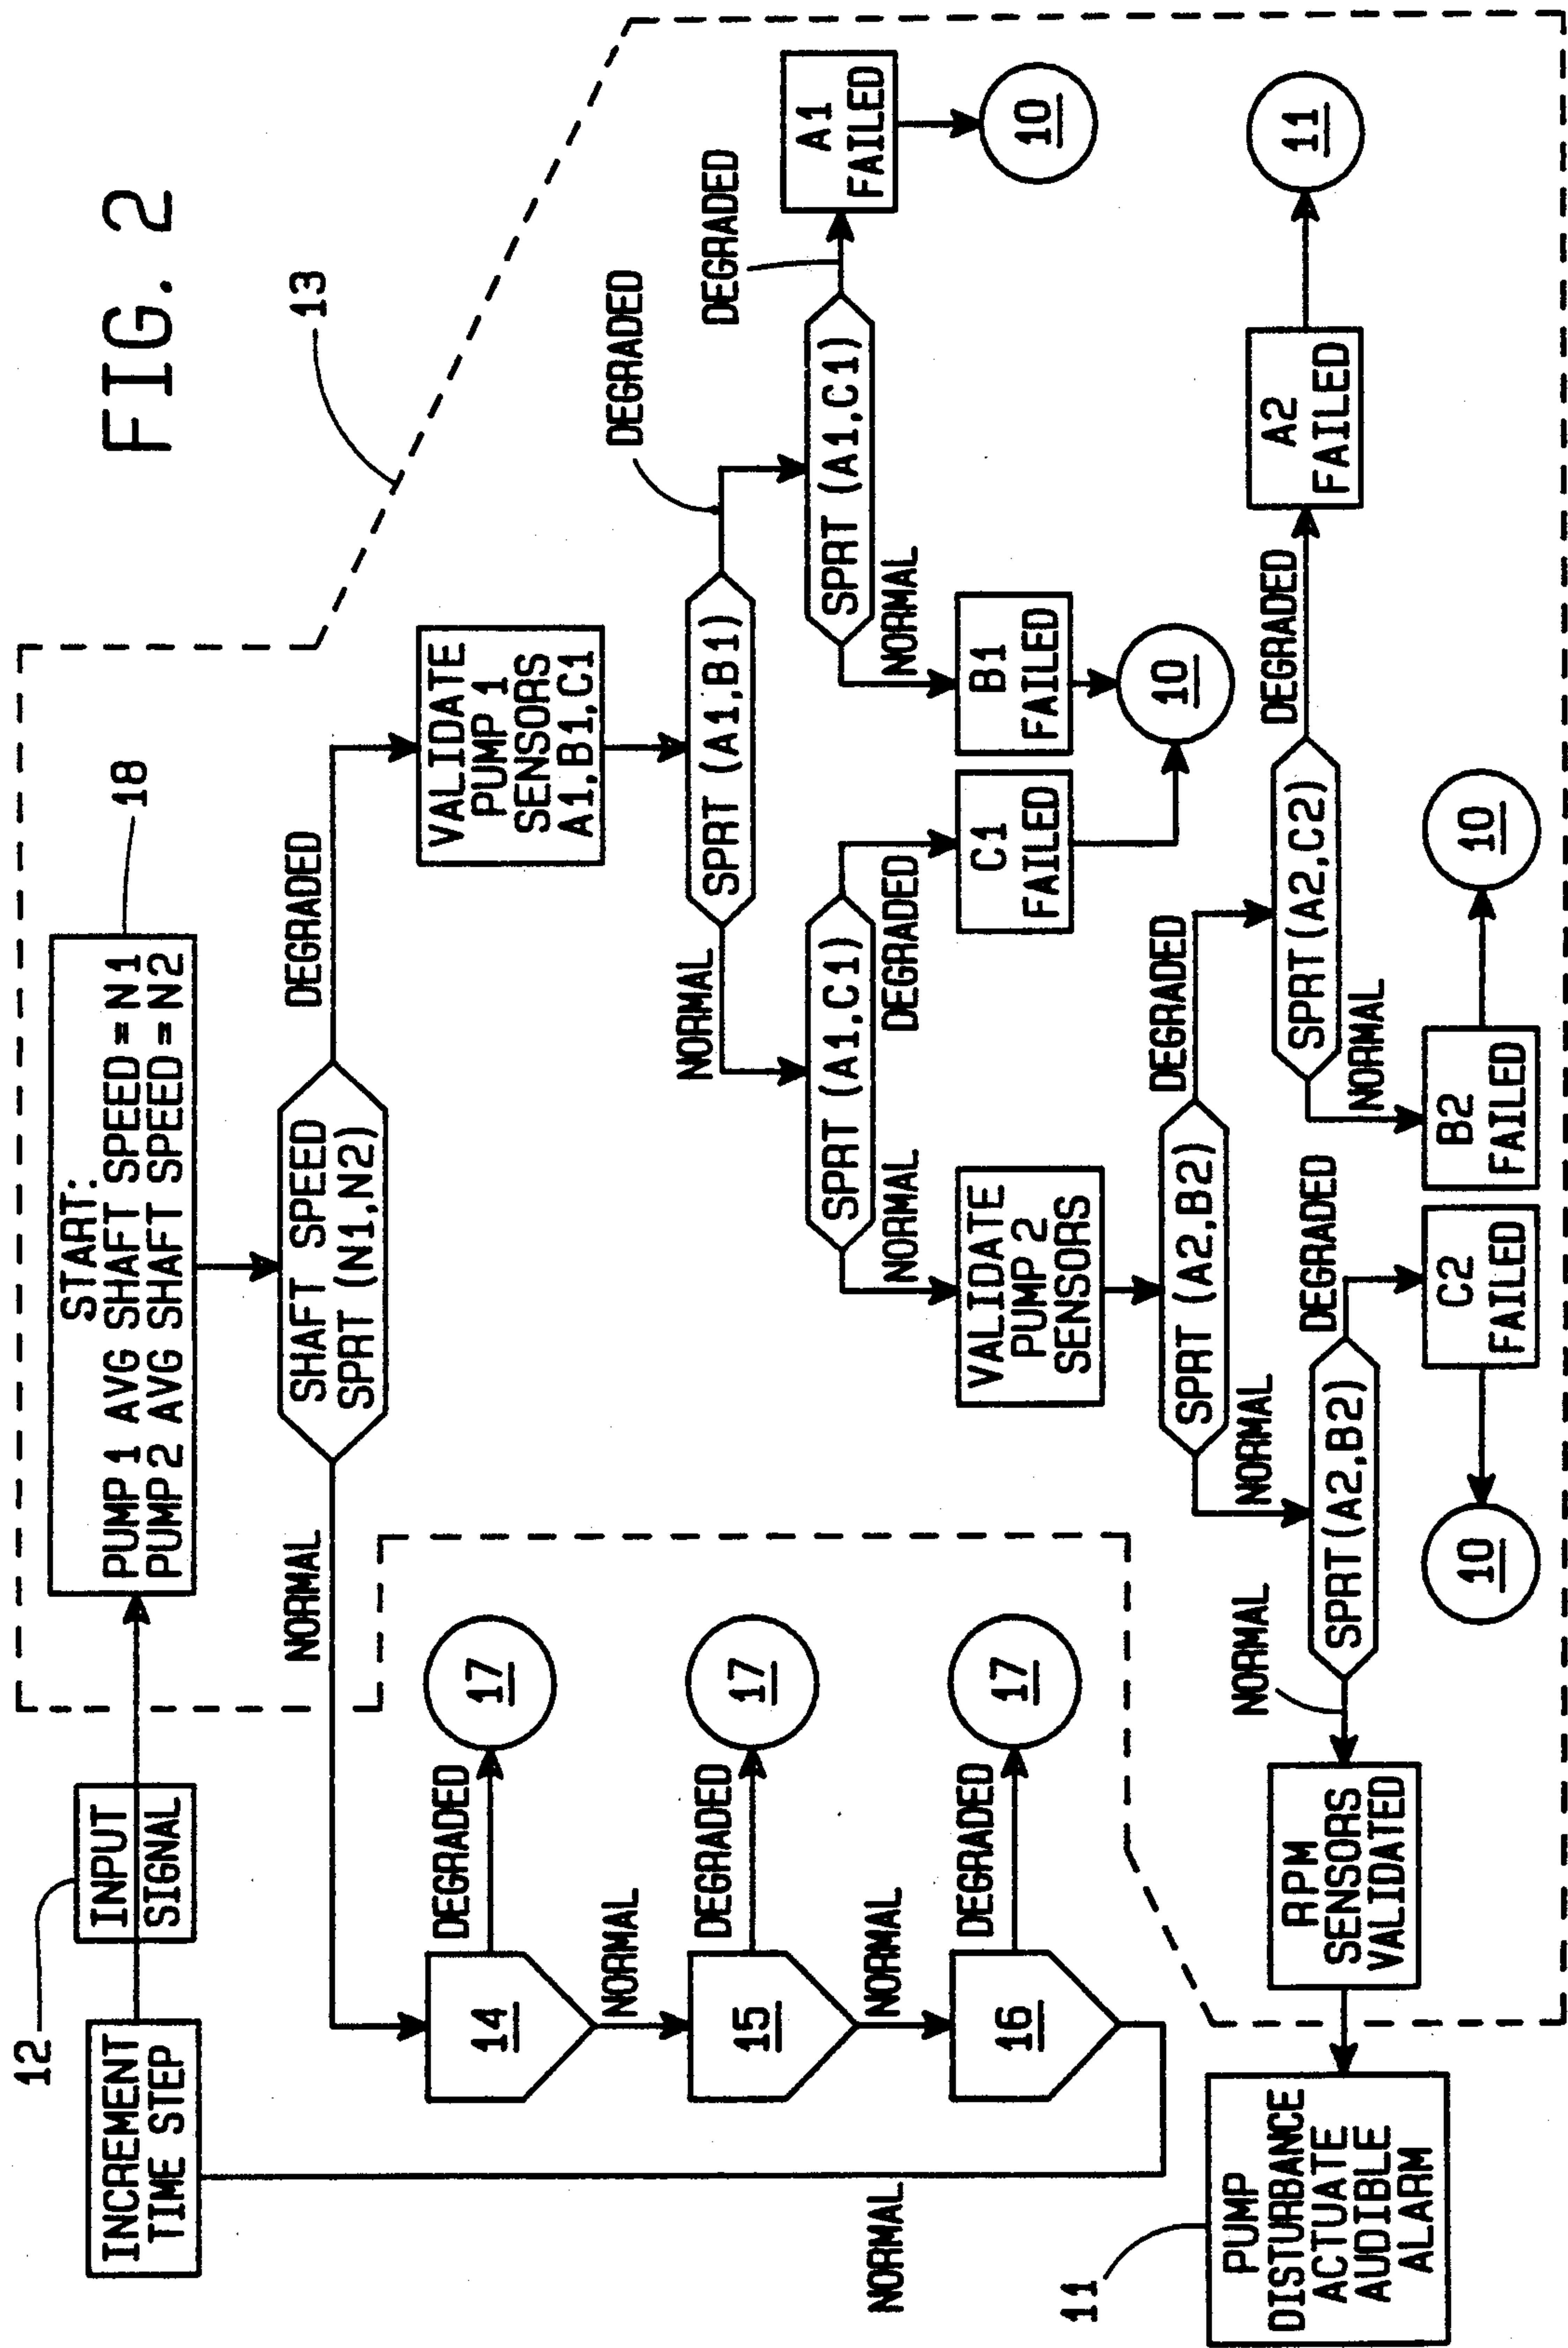 FIG. 2
13
12
INCREMENT
TIME STEP
INPUT
SIGNAL
START:
PUMP 1 AVG SHAFT SPEED = N1
PUMP 2 AVG SHAFT SPEED = N2
18
SHAFT SPEED
SPRT (N1,N2)
NORMAL
DEGRADED
14
DEGRADED
17
NORMAL
15
DEGRADED
17
NORMAL
16
DEGRADED
17
NORMAL
VALIDATE
PUMP 1
SENSORS
A1,B1,C1
SPRT (A1,B1)
NORMAL
DEGRADED
SPRT (A1,C1)
NORMAL
DEGRADED
SPRT (A1,C1)
NORMAL
DEGRADED
A1
FAILED
10
C1
FAILED
B1
FAILED
10
VALIDATE
PUMP 2
SENSORS
SPRT (A2,B2)
NORMAL
DEGRADED
SPRT (A2,B2)
NORMAL
DEGRADED
SPRT (A2,C2)
NORMAL
DEGRADED
A2
FAILED
11
RPM
SENSORS
VALIDATED
C2
FAILED
10
B2
FAILED
10
PUMP
DISTURBANCE
ACTUATE
AUDIBLE
ALARM
11